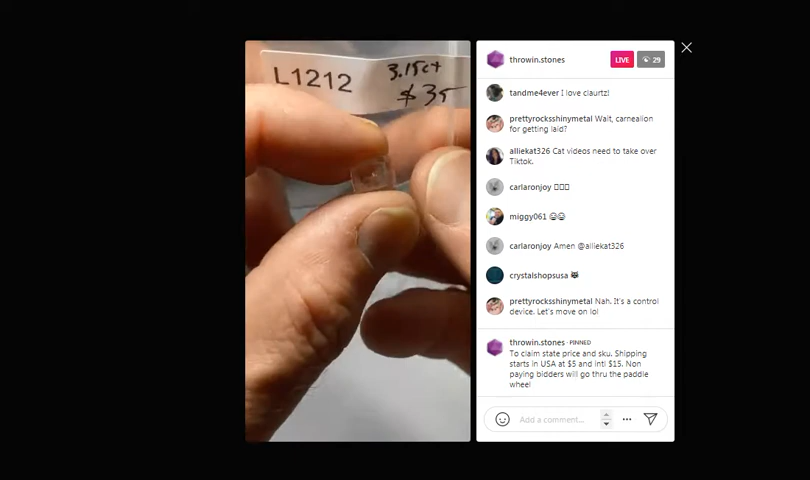 L1212
3.15ct
$35
throwin.stones
LIVE
29
tandme4ever I love claurtz!
prettyrocksshinymetal Wait, carnealion
for getting laid?
alliekat326 Cat videos need to take over
Tiktok.
carlaronjoy
miggy061
carlaronjoy Amen @alliekat326
crystalshopsusa
prettyrocksshinymetal Nah. It's a control
device. Let's move on lol
throwin.stones · PINNED
To claim state price and sku. Shipping
starts in USA at $5 and intl $15. Non
paying bidders will go thru the paddle
wheel
Add a comment...